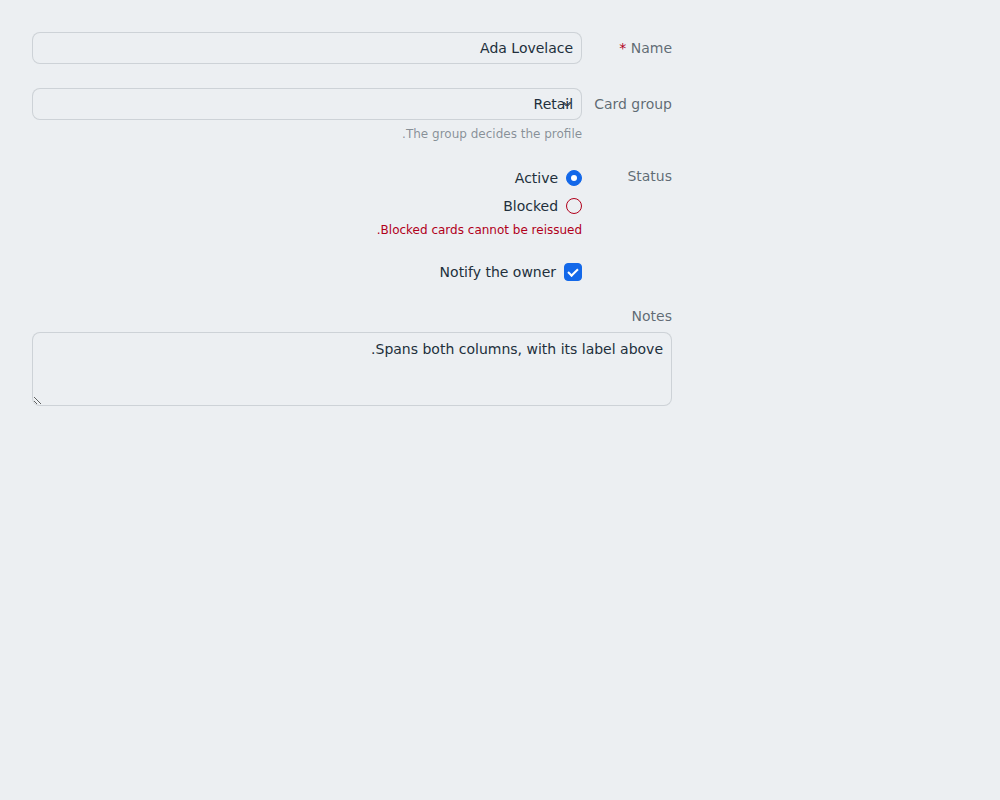 * Name
Ada Lovelace
Card group
Retail
.The group decides the profile
Status
Active
Blocked
.Blocked cards cannot be reissued
Notify the owner
Notes
.Spans both columns, with its label above